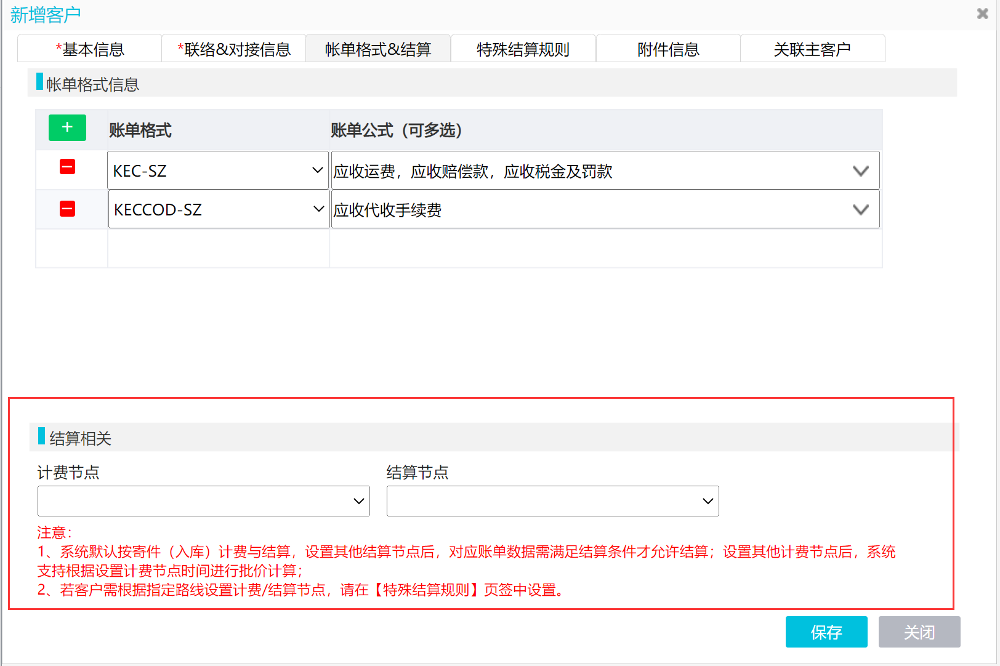 新增客户
*基本信息 *联络&对接信息 帐单格式&结算 特殊结算规则 附件信息 关联主客户
帐单格式信息
+ 账单格式 账单公式（可多选）
KEC-SZ 应收运费，应收赔偿款，应收税金及罚款
KECCOD-SZ 应收代收手续费
结算相关
计费节点 结算节点
注意：
1、系统默认按寄件（入库）计费与结算，设置其他结算节点后，对应账单数据需满足结算条件才允许结算；设置其他计费节点后，系统
支持根据设置计费节点时间进行批价计算；
2、若客户需根据指定路线设置计费/结算节点，请在【特殊结算规则】页签中设置。
保存 关闭